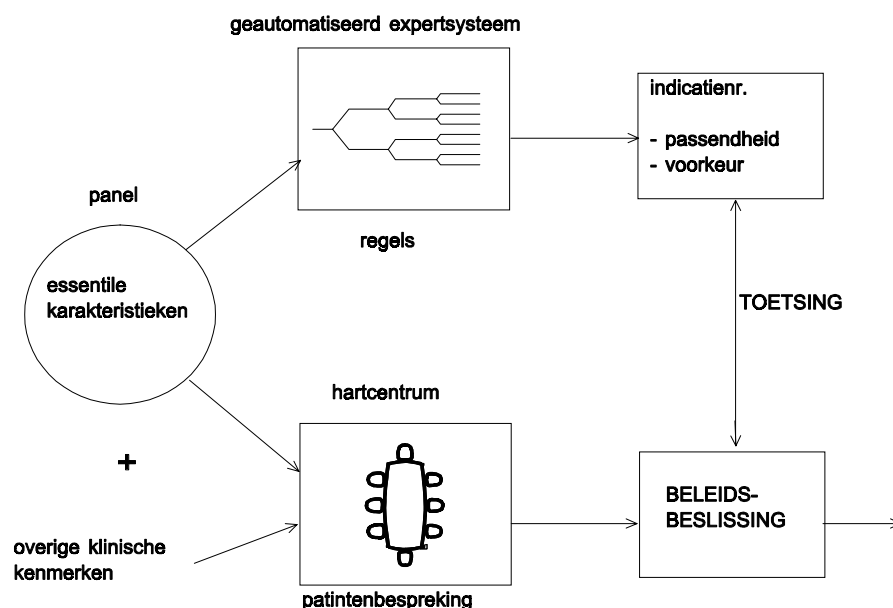 geautomatiseerd expertsysteem
indicatienr.
- passendheid
- voorkeur
panel
regels
essentile
karakteristieken
TOETSING
hartcentrum
+
BELEIDS-
BESLISSING
overige klinische
kenmerken
patintenbespreking